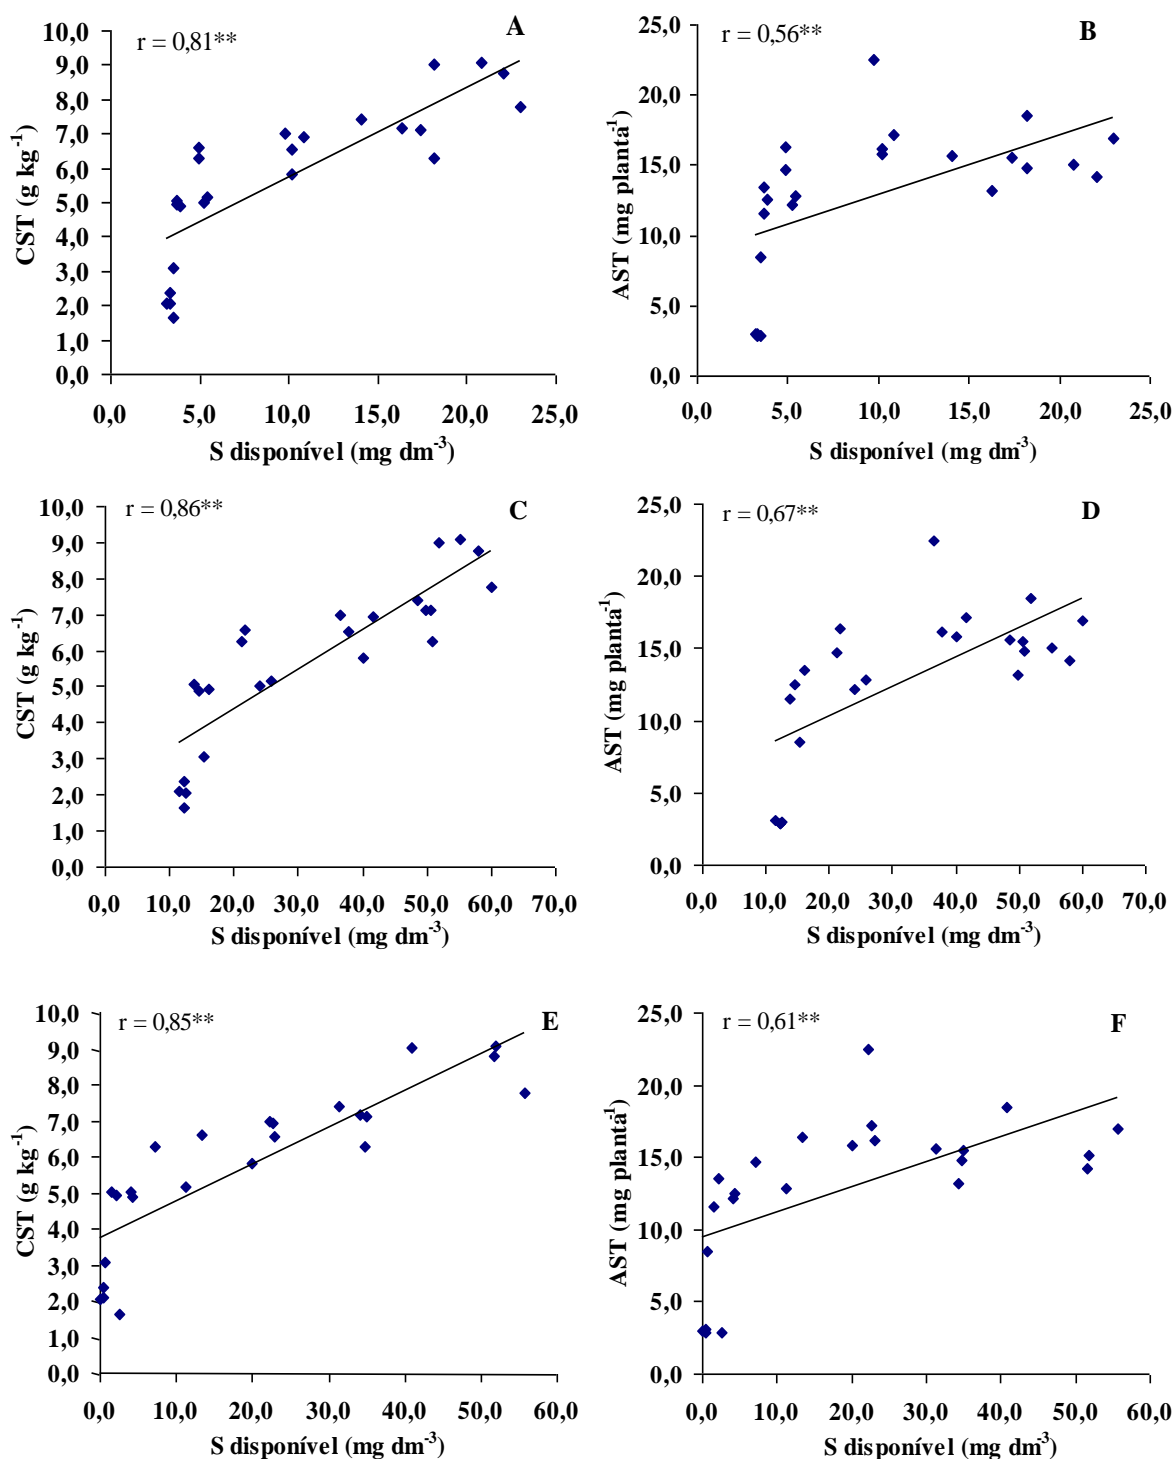 A
r = 0,81**
10,0
9,0
8,0
7,0
6,0
5,0
4,0
3,0
2,0
1,0
0,0
CST (g kg-1)
0,0 5,0 10,0 15,0 20,0 25,0
S disponível (mg dm-3)
B
r = 0,56**
25,0
20,0
15,0
10,0
5,0
0,0
AST (mg planta-1)
0,0 5,0 10,0 15,0 20,0 25,0
S disponível (mg dm-3)
C
r = 0,86**
10,0
9,0
8,0
7,0
6,0
5,0
4,0
3,0
2,0
1,0
0,0
CST (g kg-1)
0,0 10,0 20,0 30,0 40,0 50,0 60,0 70,0
S disponível (mg dm-3)
D
r = 0,67**
25,0
20,0
15,0
10,0
5,0
0,0
AST (mg planta-1)
0,0 10,0 20,0 30,0 40,0 50,0 60,0 70,0
S disponível (mg dm-3)
E
r = 0,85**
10,0
9,0
8,0
7,0
6,0
5,0
4,0
3,0
2,0
1,0
0,0
CST (g kg-1)
0,0 10,0 20,0 30,0 40,0 50,0 60,0
S disponível (mg dm-3)
F
r = 0,61**
25,0
20,0
15,0
10,0
5,0
0,0
AST (mg planta-1)
0,0 10,0 20,0 30,0 40,0 50,0 60,0
S disponível (mg dm-3)